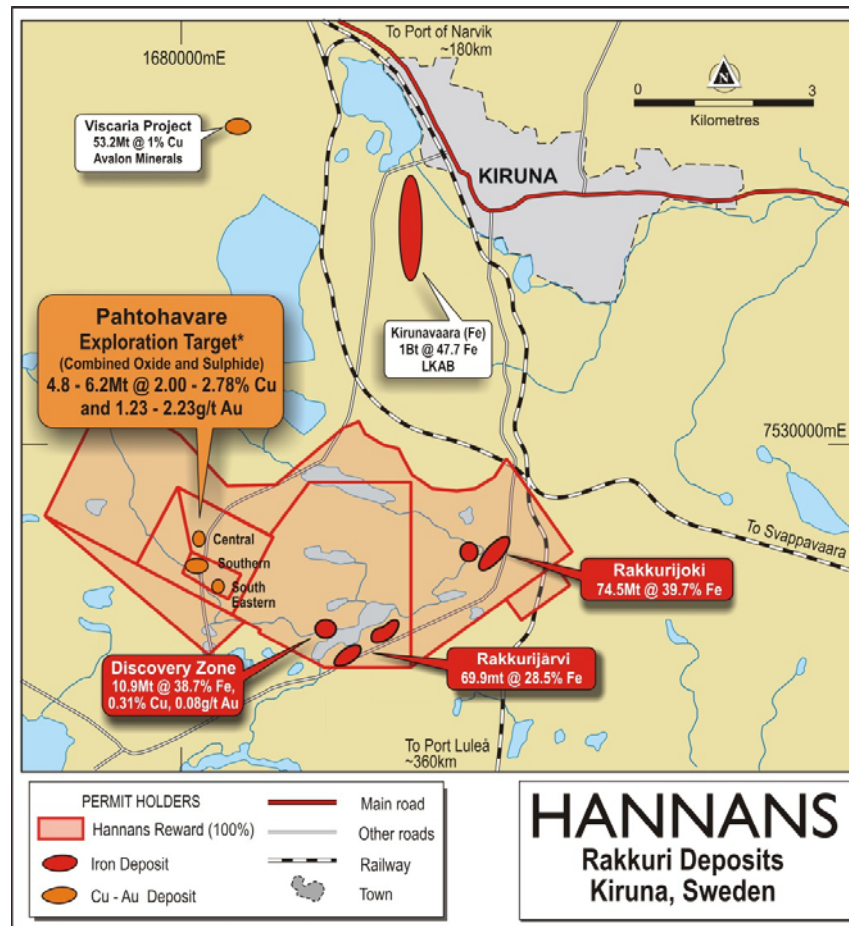 To Port of Narvik
~180km
1680000mE
N
0 3
Kilometres
Viscaria Project
53.2Mt @ 1% Cu
Avalon Minerals
KIRUNA
Kirunavaara (Fe)
1Bt @ 47.7 Fe
LKAB
Pahtohavare
Exploration Target*
(Combined Oxide and Sulphide)
4.8 - 6.2Mt @ 2.00 - 2.78% Cu
and 1.23 - 2.23g/t Au
7530000mE
To Svappavaara
Central
Southern
South
Eastern
Rakkurijoki
74.5Mt @ 39.7% Fe
Discovery Zone
10.9Mt @ 38.7% Fe,
0.31% Cu, 0.08g/t Au
Rakkurijärvi
69.9mt @ 28.5% Fe
To Port Luleå
~360km
PERMIT HOLDERS
Hannans Reward (100%)
Iron Deposit
Cu - Au Deposit
Main road
Other roads
Railway
Town
HANNANS
Rakkuri Deposits
Kiruna, Sweden